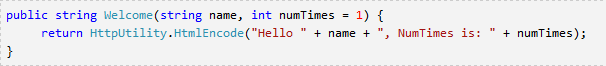 public string Welcome(string name, int numTimes = 1) {
     return HttpUtility.HtmlEncode("Hello " + name + ", NumTimes is: " + numTimes);
}